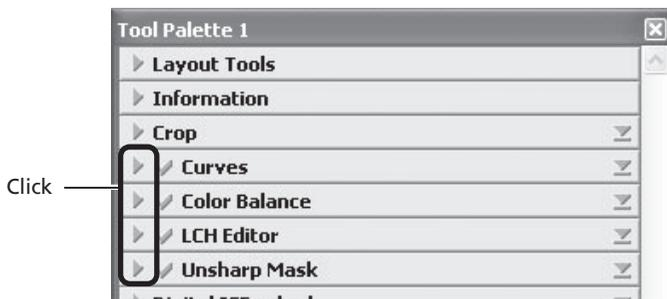 Tool Palette 1
Layout Tools
Information
Crop
Curves
Click
Color Balance
LCH Editor
Unsharp Mask